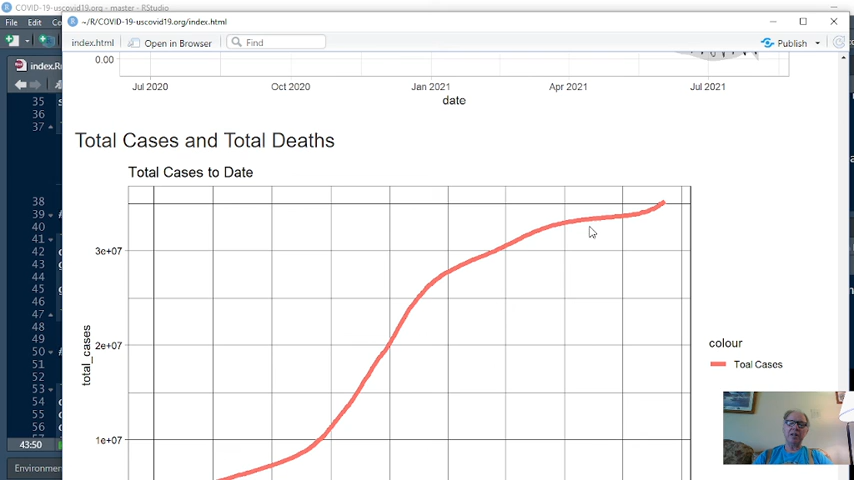 COVID-19-uscovid19.org - master - RStudio
~/R/COVID-19-uscovid19.org/index.html
File Edit
index.html Open in Browser Find Publish
index.R
0.00
Jul 2020 Oct 2020 Jan 2021 Apr 2021 Jul 2021
date
Total Cases and Total Deaths
Total Cases to Date
3e+07
2e+07
1e+07
total_cases
colour
Toal Cases
35
36
37
38
39
40
41
42
43
44
45
46
47
48
49
50
51
52
53
54
55
56
43:50
Environmen